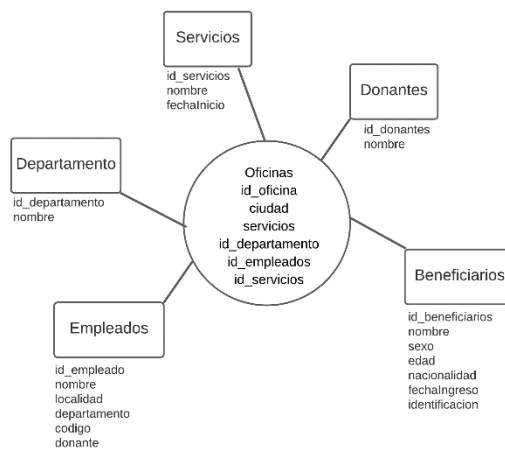 Servicios
id_servicios
nombre
fechaInicio
Donantes
id_donantes
nombre
Departamento
id_departamento
nombre
Oficinas
id_oficina
ciudad
servicios
id_departamento
id_empleados
id_servicios
Beneficiarios
id_beneficiarios
nombre
sexo
edad
nacionalidad
fechaIngreso
identificacion
Empleados
id_empleado
nombre
localidad
departamento
codigo
donante